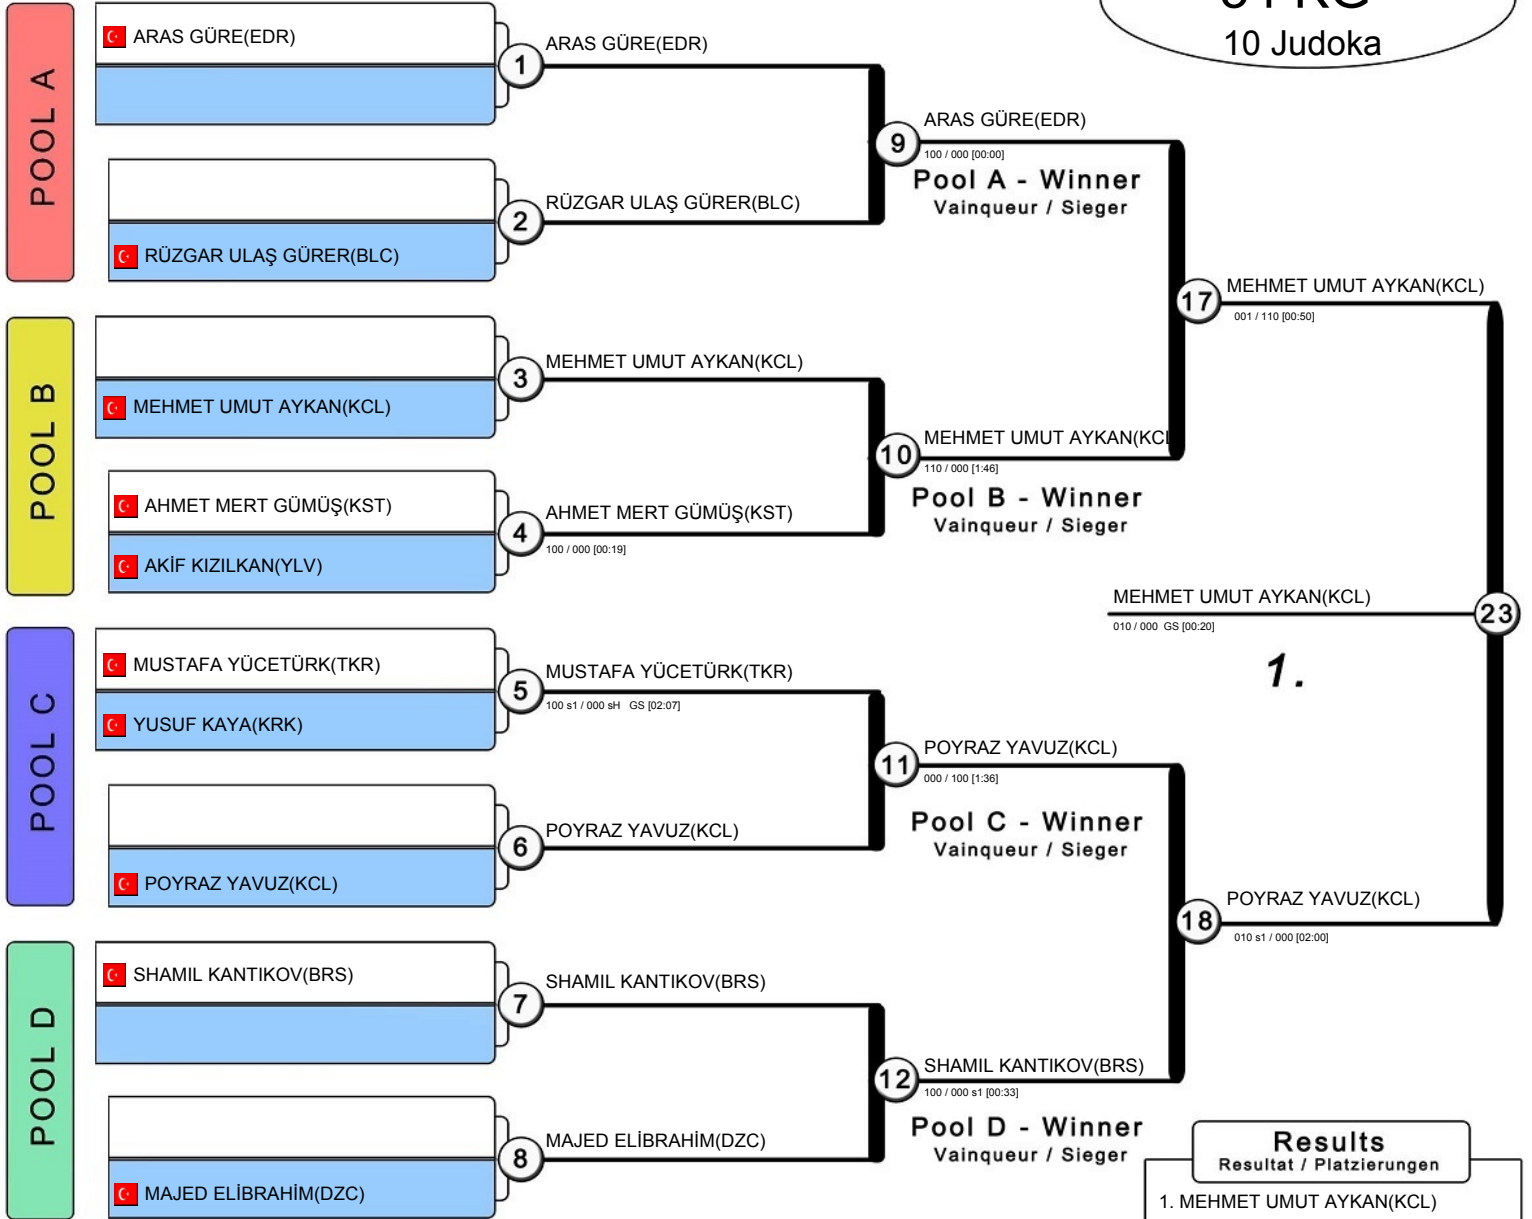 10 Judoka
POOL A
ARAS GÜRE(EDR)
1
ARAS GÜRE(EDR)
RÜZGAR ULAŞ GÜRER(BLC)
2
RÜZGAR ULAŞ GÜRER(BLC)
9
ARAS GÜRE(EDR)
100 / 000 [00:00]
Pool A - Winner
Vainqueur / Sieger
POOL B
MEHMET UMUT AYKAN(KCL)
3
MEHMET UMUT AYKAN(KCL)
AHMET MERT GÜMÜŞ(KST)
AKİF KIZILKAN(YLV)
4
AHMET MERT GÜMÜŞ(KST)
100 / 000 [00:19]
10
MEHMET UMUT AYKAN(KCL
110 / 000 [1:46]
Pool B - Winner
Vainqueur / Sieger
17
MEHMET UMUT AYKAN(KCL)
001 / 110 [00:50]
POOL C
MUSTAFA YÜCETÜRK(TKR)
YUSUF KAYA(KRK)
5
MUSTAFA YÜCETÜRK(TKR)
100 s1 / 000 sH GS [02:07]
POYRAZ YAVUZ(KCL)
6
POYRAZ YAVUZ(KCL)
11
POYRAZ YAVUZ(KCL)
000 / 100 [1:36]
Pool C - Winner
Vainqueur / Sieger
POOL D
SHAMIL KANTIKOV(BRS)
7
SHAMIL KANTIKOV(BRS)
MAJED ELİBRAHİM(DZC)
8
MAJED ELİBRAHİM(DZC)
12
SHAMIL KANTIKOV(BRS)
100 / 000 s1 [00:33]
Pool D - Winner
Vainqueur / Sieger
18
POYRAZ YAVUZ(KCL)
010 s1 / 000 [02:00]
MEHMET UMUT AYKAN(KCL)
23
010 / 000 GS [00:20]
1.
Results
Resultat / Platzierungen
1. MEHMET UMUT AYKAN(KCL)